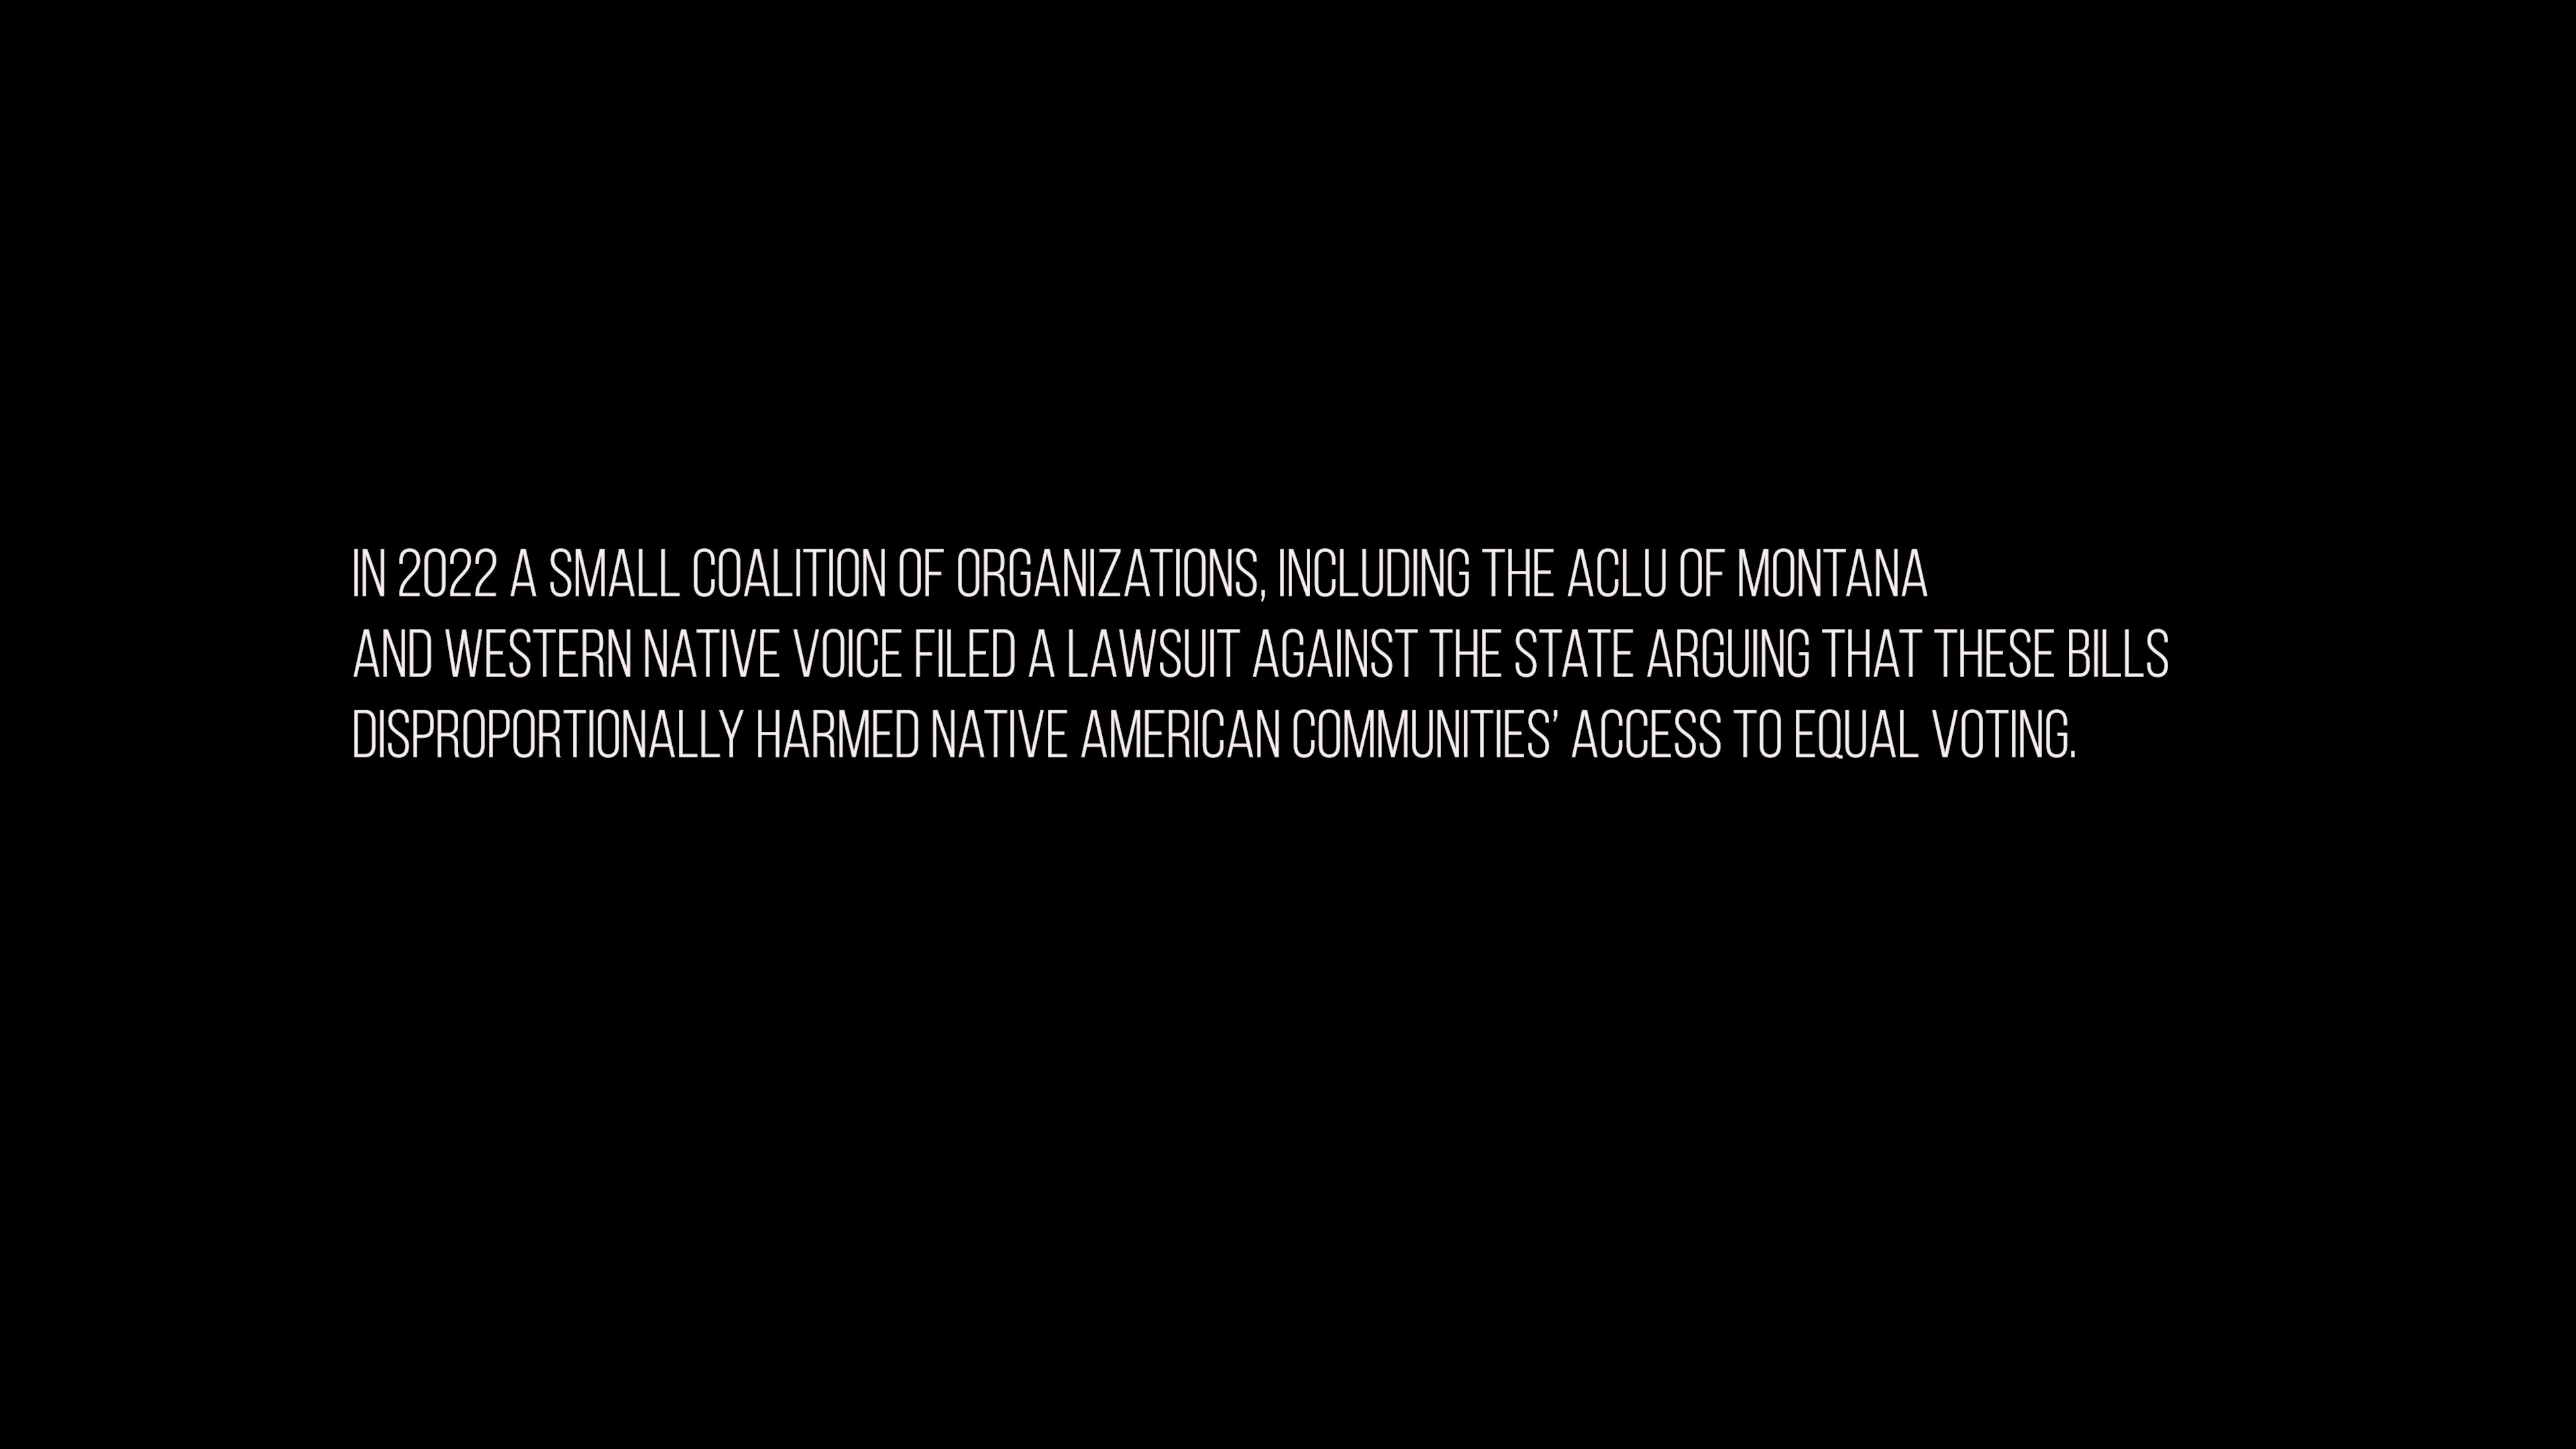 IN 2022 A SMALL COALITION OF ORGANIZATIONS, INCLUDING THE ACLU OF MONTANA
AND WESTERN NATIVE VOICE FILED A LAWSUIT AGAINST THE STATE ARGUING THAT THESE BILLS
DISPROPORTIONALLY HARMED NATIVE AMERICAN COMMUNITIES’ ACCESS TO EQUAL VOTING.